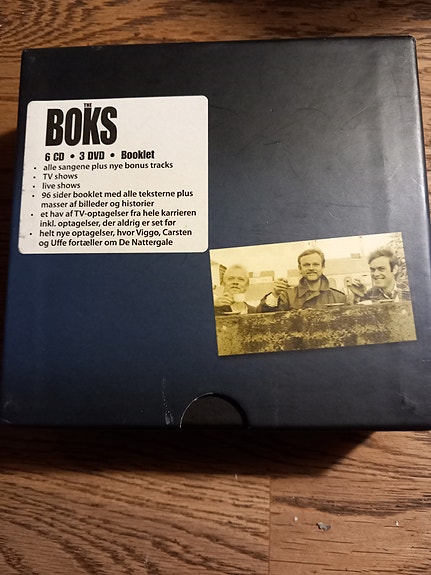 THE
BOKS
6 CD • 3 DVD • Booklet
• alle sangene plus nye bonus tracks
• TV shows
• live shows
• 96 sider booklet med alle teksterne plus
masser af billeder og historier
• et hav af TV-optagelser fra hele karrieren
inkl. optagelser, der aldrig er set før
• helt nye optagelser, hvor Viggo, Carsten
og Uffe fortæller om De Nattergale